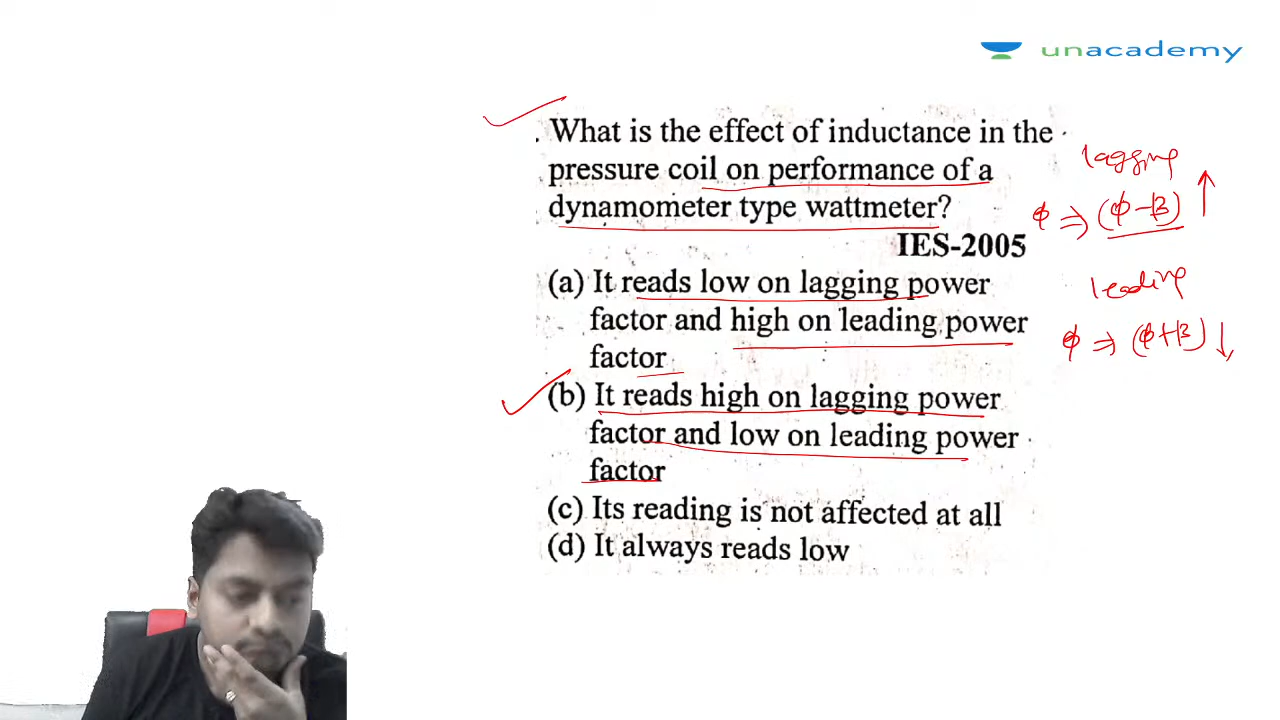 unacademy
. What is the effect of inductance in the
pressure coil on performance of a
dynamometer type wattmeter?
IES-2005
(a) It reads low on lagging power
factor and high on leading power
factor
(b) It reads high on lagging power
factor and low on leading power
factor
(c) Its reading is not affected at all
(d) It always reads low
lagging
ϕ ⇒ (ϕ-β) ↑
leading
ϕ ⇒ (ϕ+β) ↓